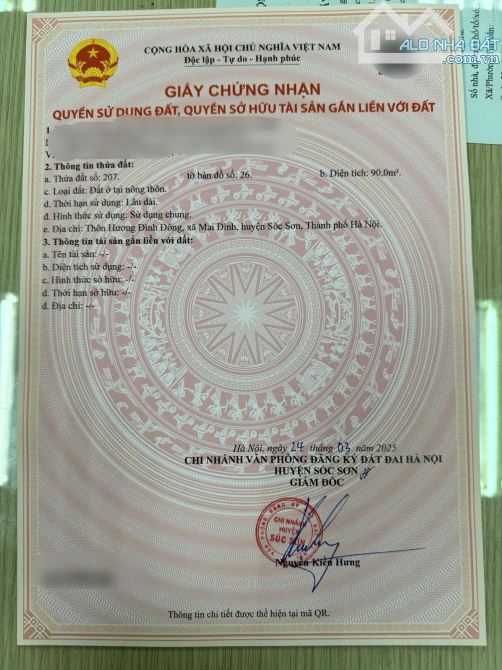 CỘNG HÒA XÃ HỘI CHỦ NGHĨA VIỆT NAM
Độc lập - Tự do - Hạnh phúc
ALO NHÀ ĐẤT
.com.vn
Số nhà, đ
Xã/Phườn
GIẤY CHỨNG NHẬN
QUYỀN SỬ DỤNG ĐẤT, QUYỀN SỞ HỮU TÀI SẢN GẮN LIỀN VỚI ĐẤT
1
2. Thông tin thửa đất:
a. Thửa đất số: 207. tờ bản đồ số: 26. b. Diện tích: 90,0m².
c. Loại đất: Đất ở tại nông thôn.
d. Thời hạn sử dụng: Lâu dài.
đ. Hình thức sử dụng: Sử dụng chung.
e. Địa chỉ: Thôn Hương Đình Đông, xã Mai Đình, huyện Sóc Sơn, Thành phố Hà Nội.
3. Thông tin tài sản gắn liền với đất:
a. Tên tài sản: -/-
b. Diện tích sử dụng: -/-
c. Hình thức sở hữu: -/-
d. Thời hạn sở hữu: -/-
đ. Địa chỉ: -/-
Hà Nội, ngày 24 tháng 03 năm 2025
CHI NHÁNH VĂN PHÒNG ĐĂNG KÝ ĐẤT ĐAI HÀ NỘI
HUYỆN SÓC SƠN
GIÁM ĐỐC
CHI NHÁNH
HUYỆN
SÓC SƠN
Nguyễn Kiên Hưng
Thông tin chi tiết được thể hiện tại mã QR.